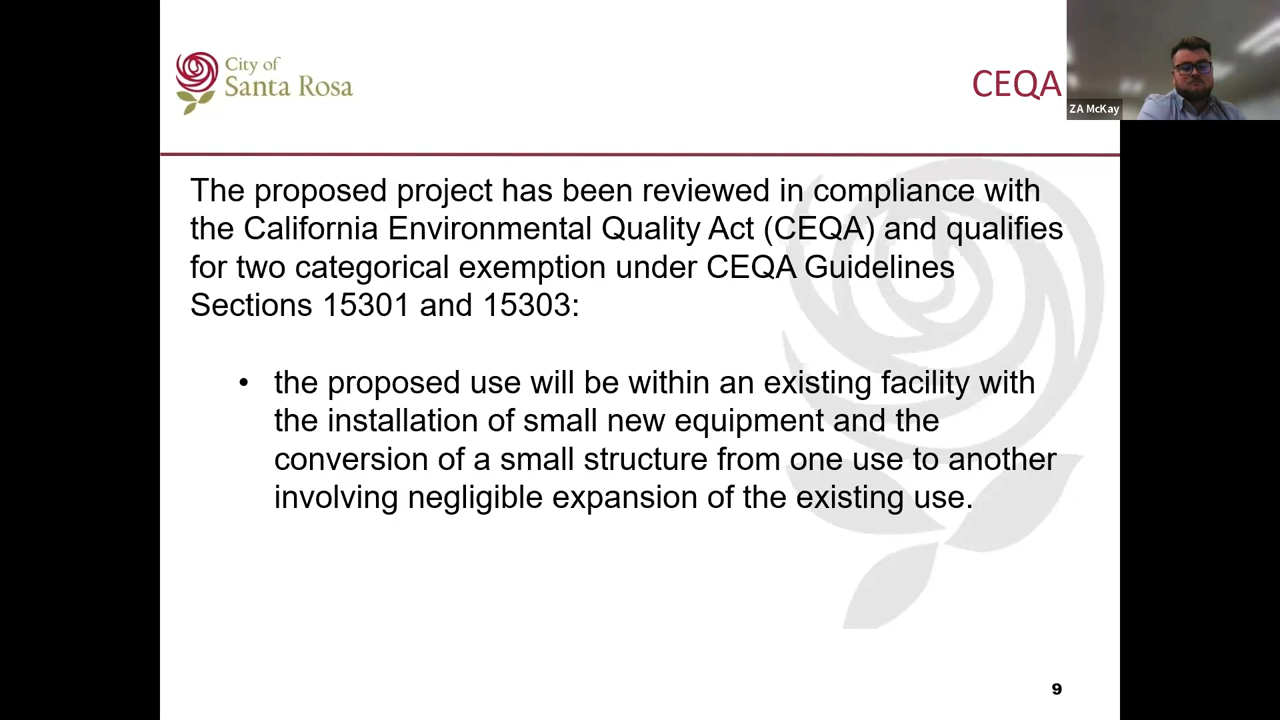 City of
Santa Rosa
CEQA
ZA McKay
The proposed project has been reviewed in compliance with
the California Environmental Quality Act (CEQA) and qualifies
for two categorical exemption under CEQA Guidelines
Sections 15301 and 15303:
• the proposed use will be within an existing facility with
the installation of small new equipment and the
conversion of a small structure from one use to another
involving negligible expansion of the existing use.
9